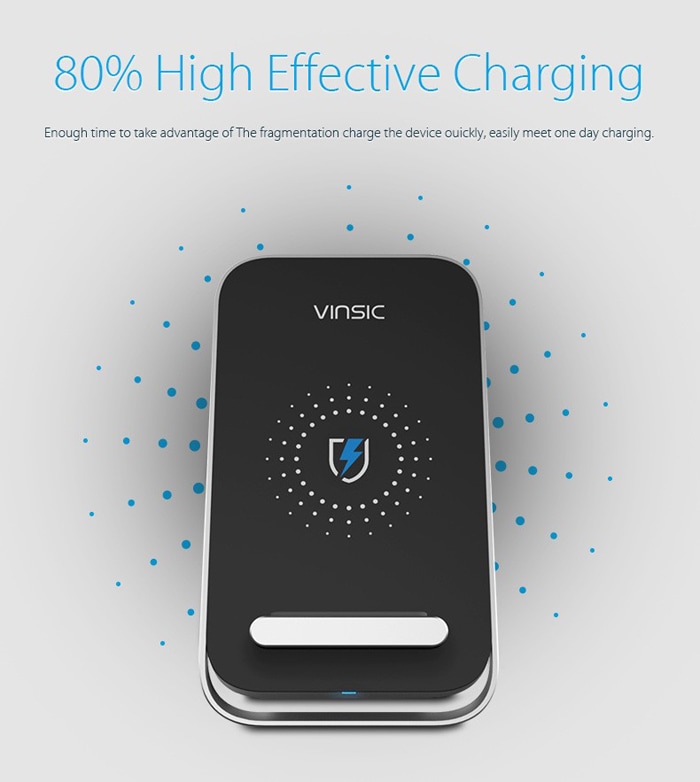 80% High Effective Charging
Enough time to take advantage of The fragmentation charge the device ouickly, easily meet one day charging.
VINSIC